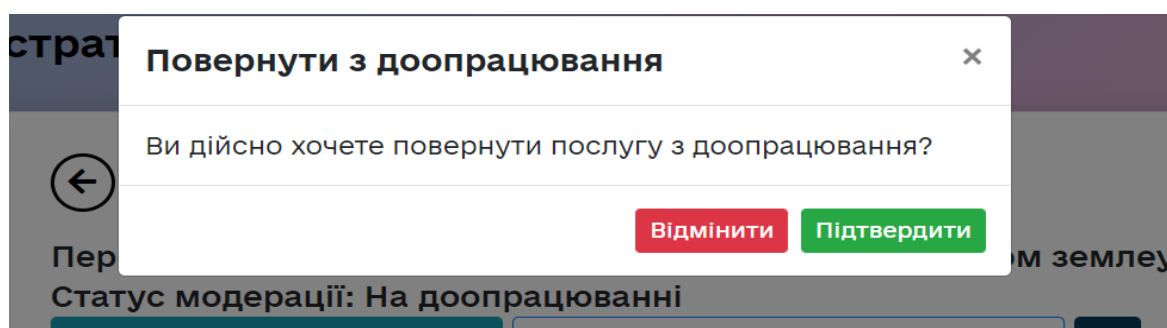 страт
Повернути з доопрацювання
×
Ви дійсно хочете повернути послугу з доопрацювання?
Відмінити Підтвердити
Пер
ом землеу
Статус модерації: На доопрацюванні